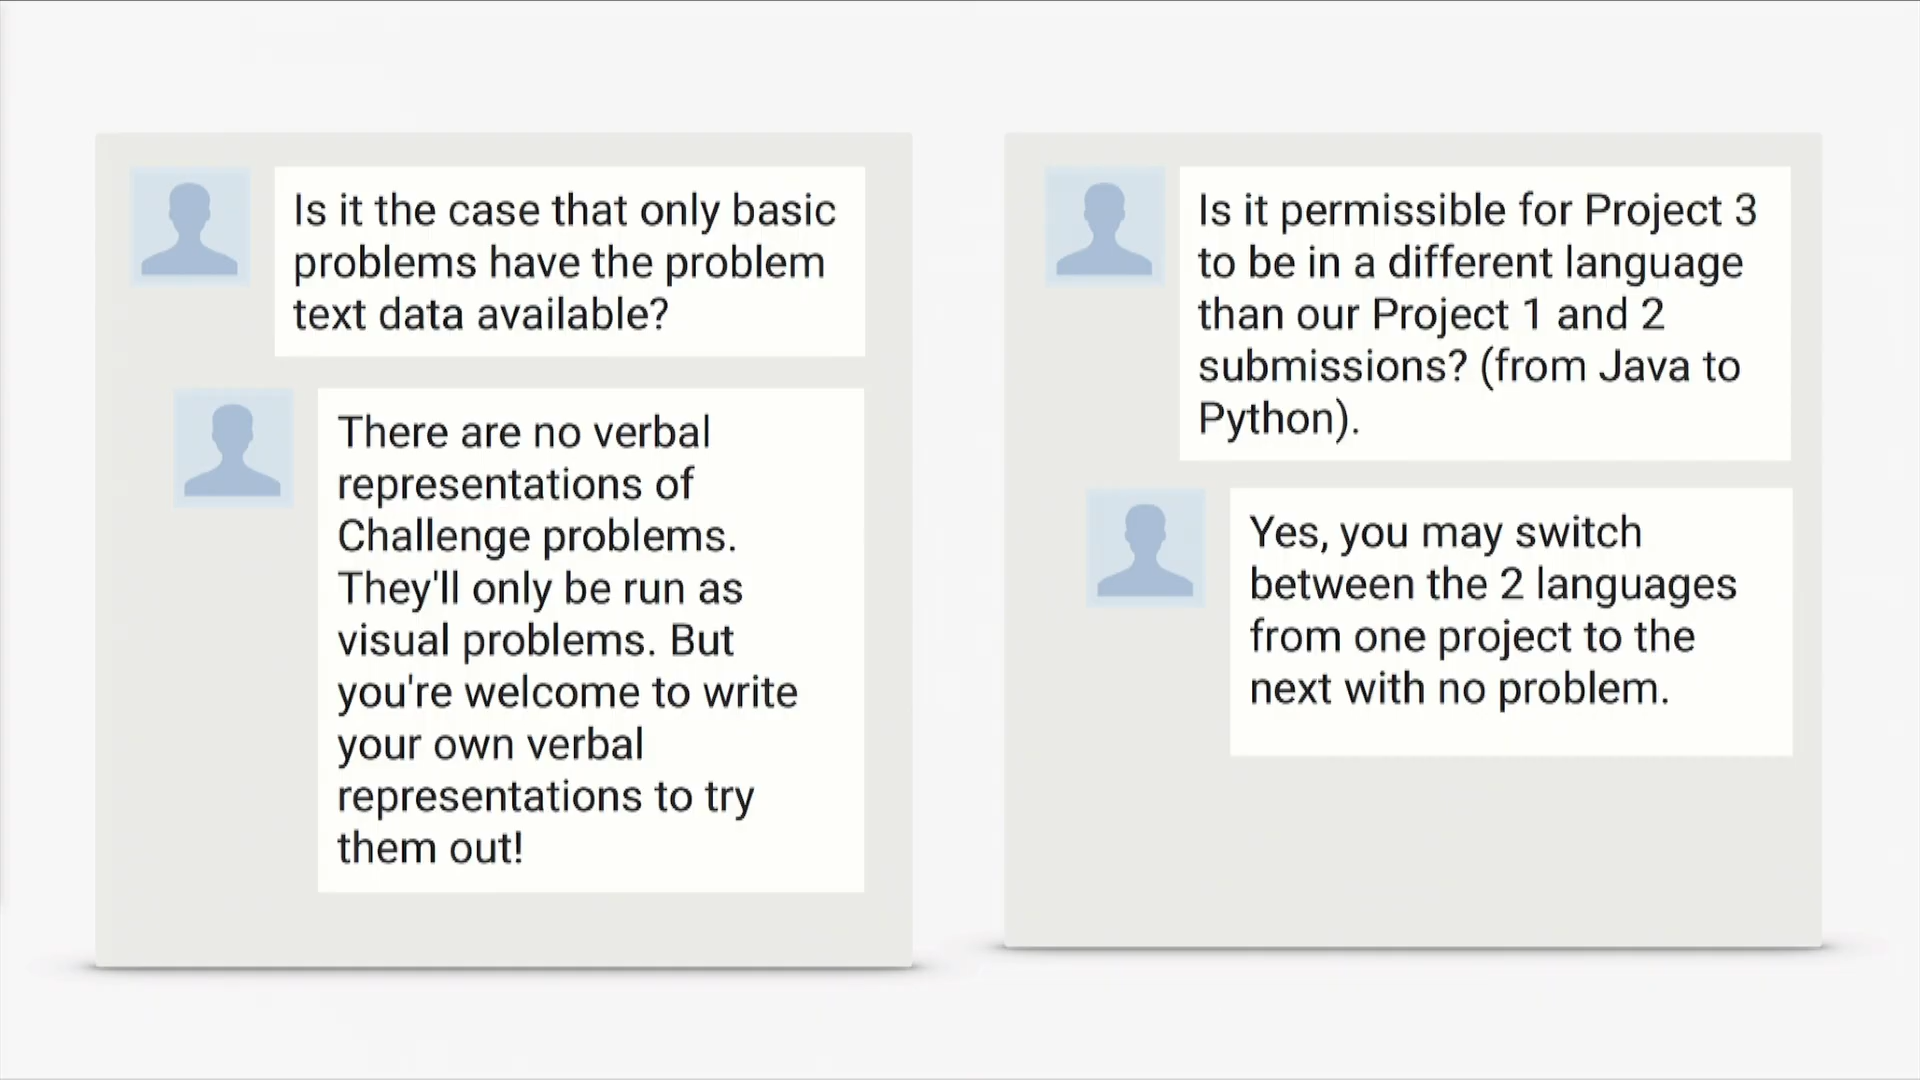 Is it the case that only basic
problems have the problem
text data available?
There are no verbal
representations of
Challenge problems.
They'll only be run as
visual problems. But
you're welcome to write
your own verbal
representations to try
them out!
Is it permissible for Project 3
to be in a different language
than our Project 1 and 2
submissions? (from Java to
Python).
Yes, you may switch
between the 2 languages
from one project to the
next with no problem.